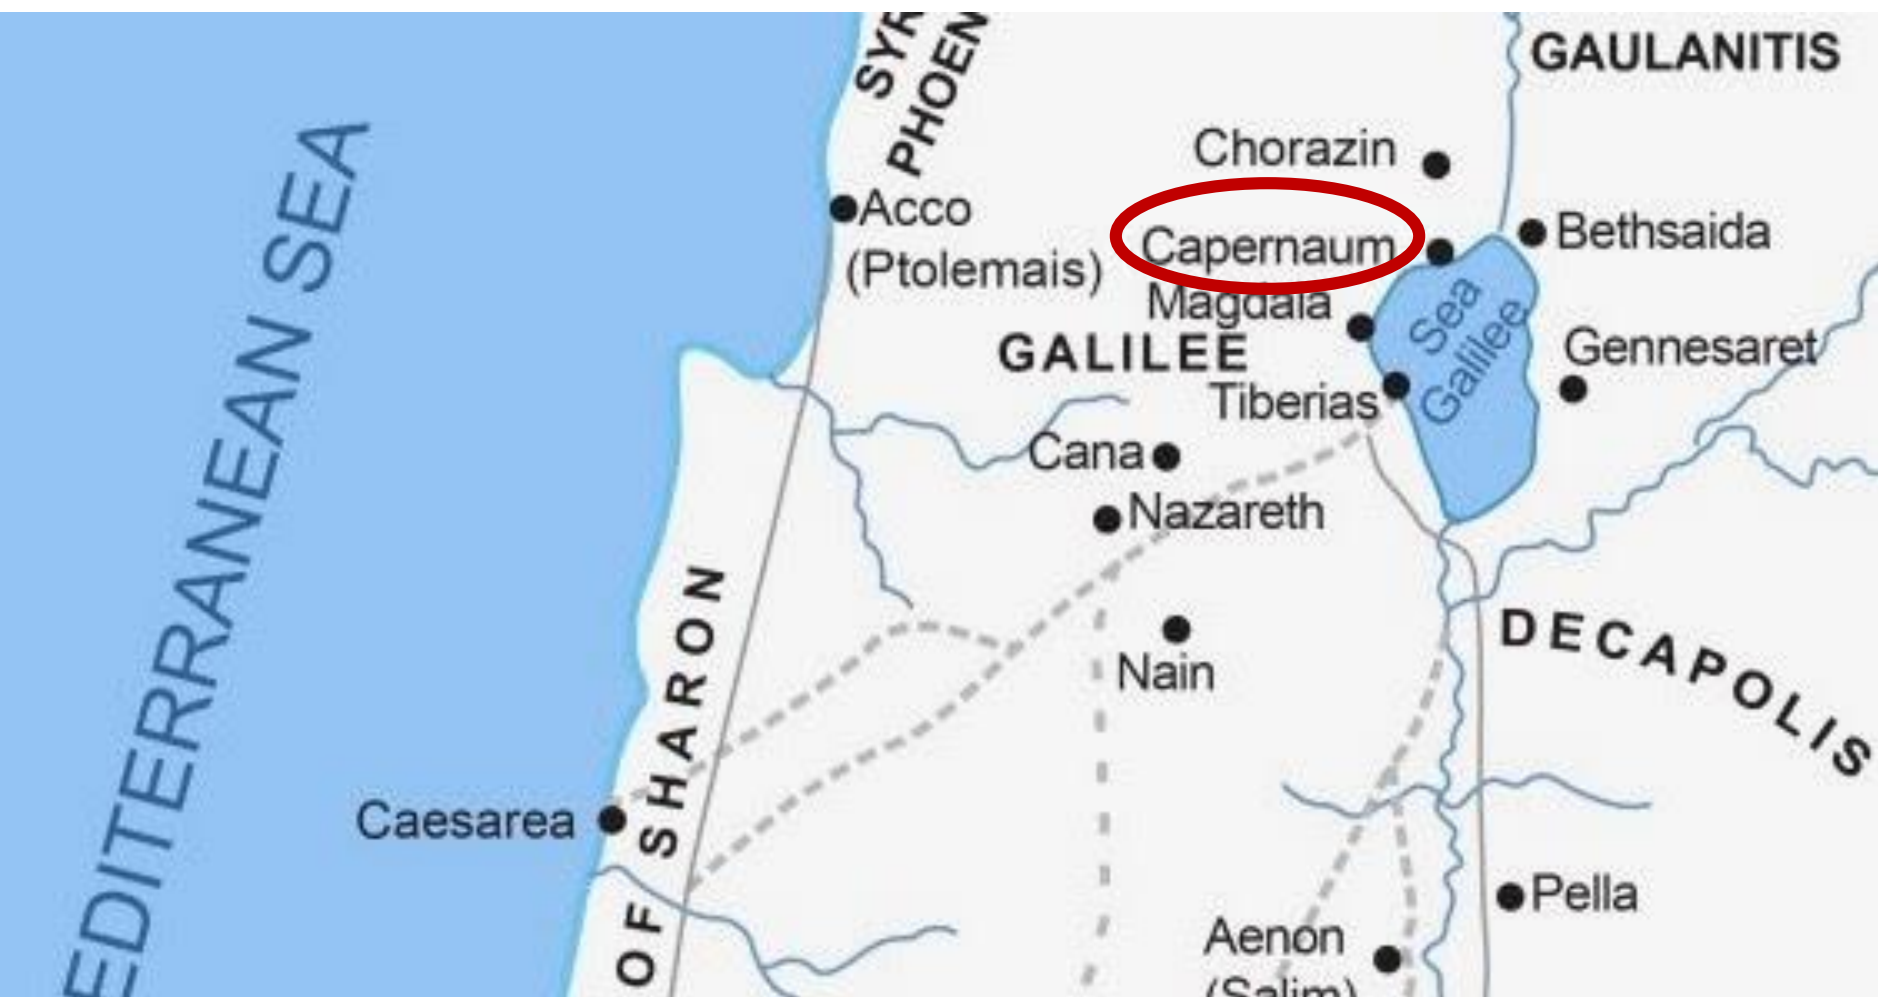 SYR
PHOEN
GAULANITIS
Chorazin
Acco
(Ptolemais)
Capernaum
Bethsaida
Magdala
Sea
Galilee
GALILEE
Gennesaret
Tiberias
Cana
Nazareth
MEDITERRANEAN SEA
Nain
DECAPOLIS
OF SHARON
Caesarea
Pella
Aenon
(Salim)